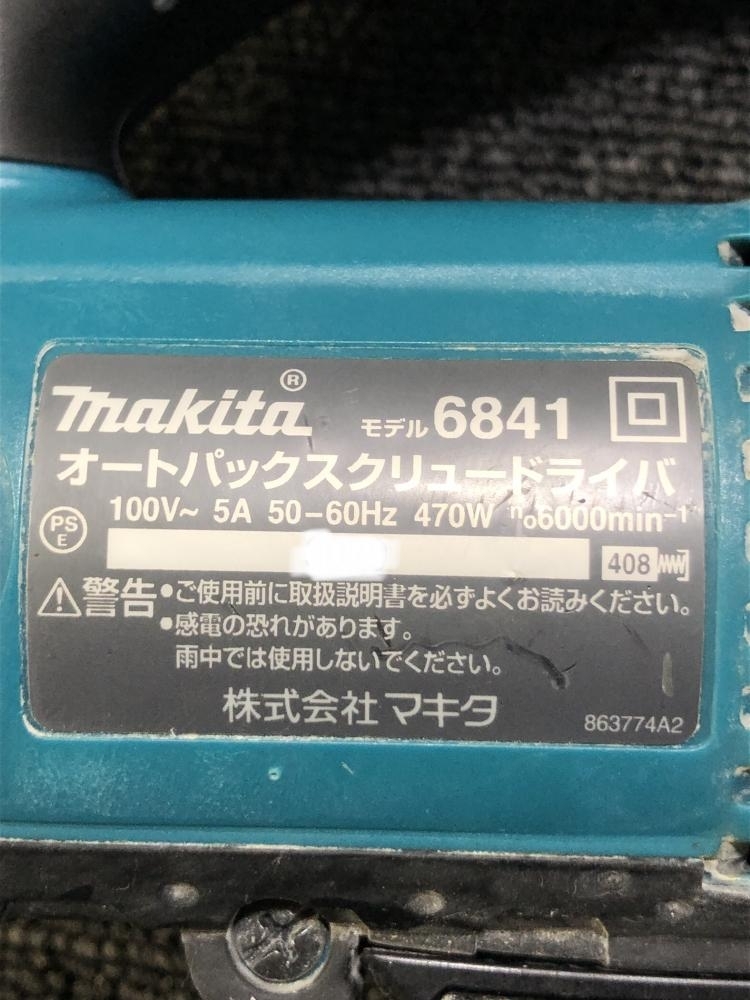 makita® モデル 6841
オートパックスクリュードライバ
PS E 100V~ 5A 50-60Hz 470W n₀6000min⁻¹
408
⚠警告 •ご使用前に取扱説明書を必ずよくお読みください。
•感電の恐れがあります。
雨中では使用しないでください。
株式会社 マキタ 863774A2